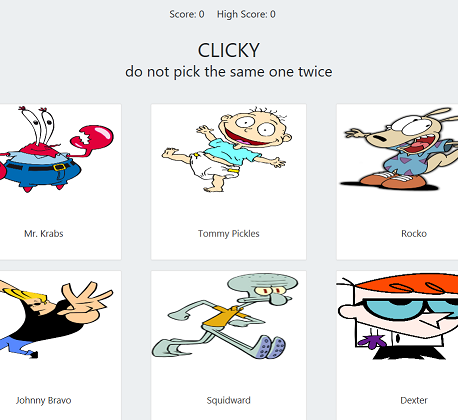 Score: 0 High Score: 0
CLICKY
do not pick the same one twice
Mr. Krabs
Tommy Pickles
Rocko
Johnny Bravo
Squidward
Dexter